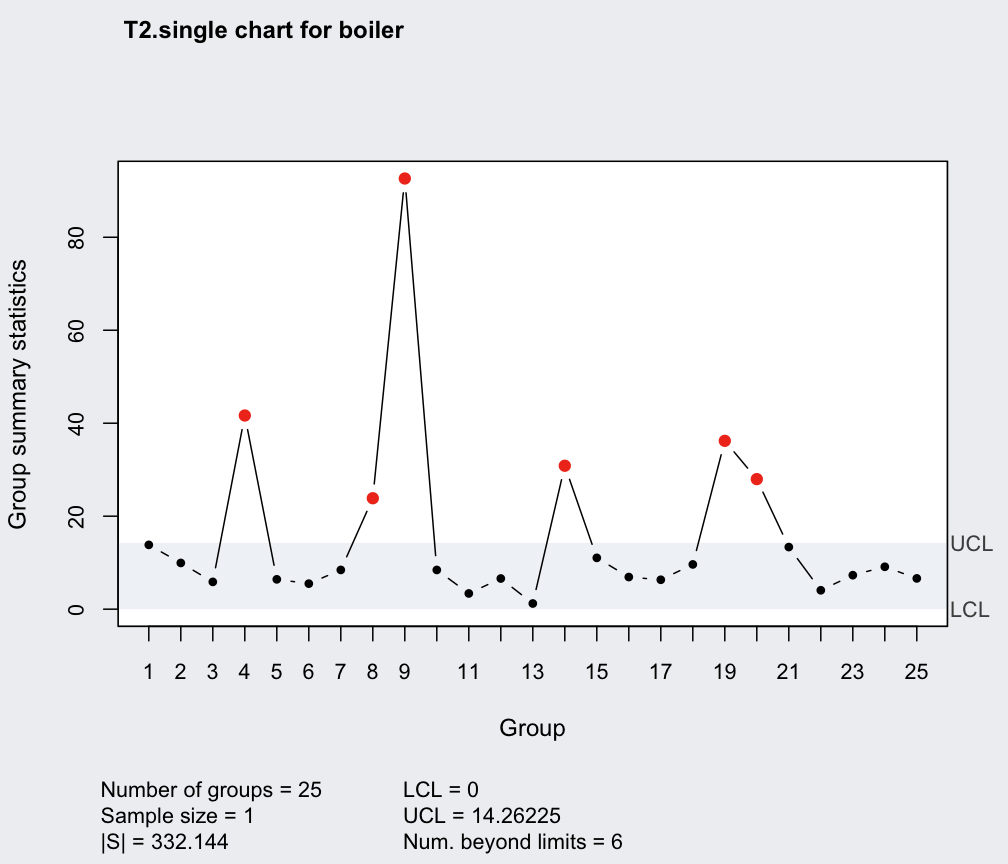 T2.single chart for boiler
Group summary statistics
80
60
40
20
0
UCL
LCL
1 2 3 4 5 6 7 8 9 11 13 15 17 19 21 23 25
Group
Number of groups = 25 LCL = 0
Sample size = 1 UCL = 14.26225
|S| = 332.144 Num. beyond limits = 6